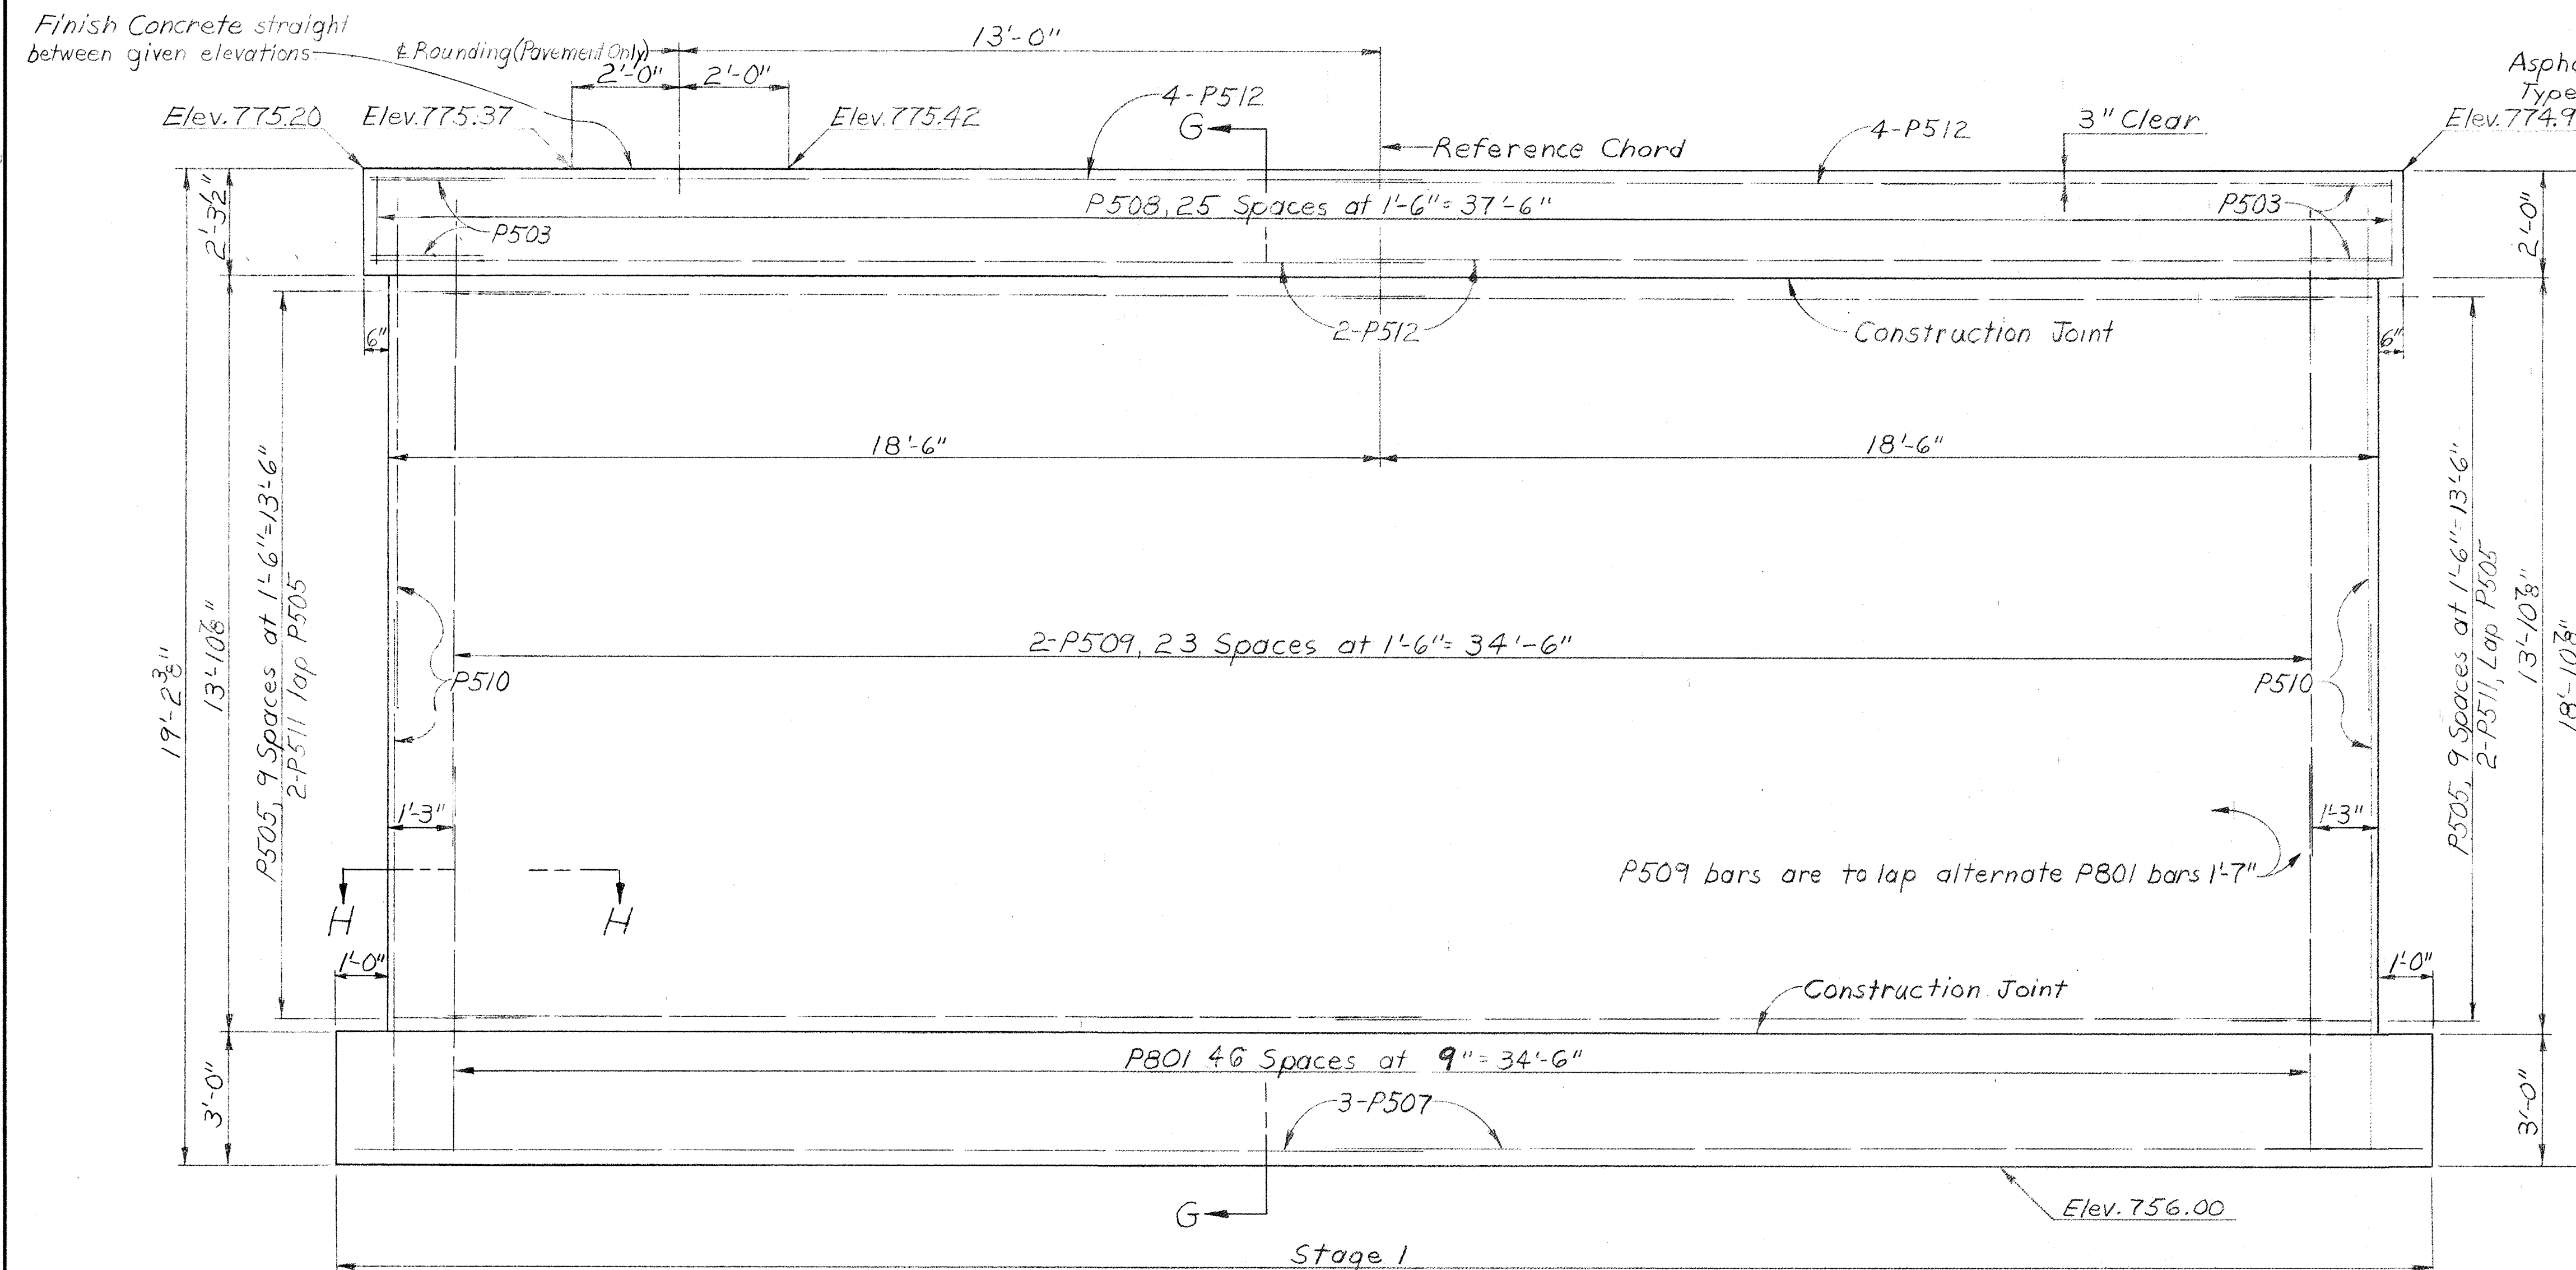 Finish Concrete straight
between given elevations
℄ Rounding (Pavement Only)
13'-0"
2'-0" 2'-0"
Elev. 775.20 Elev. 775.37 Elev. 775.42
4-P512
G
Reference Chord
4-P512
3" Clear
Elev. 774.9
2'-3½"
P508, 25 Spaces at 1'-6" = 37'-6"
P503
P503
2'-0"
6"
2-P512
Construction Joint
6"
18'-6" 18'-6"
19'-2⅜"
13'-10⅞"
P505, 9 Spaces at 1'-6" = 13'-6"
2-P511 lap P505
2-P509, 23 Spaces at 1'-6" = 34'-6"
P510
P510
P505, 9 Spaces at 1'-6" = 13'-6"
2-P511, Lap P505
13'-10⅞"
18'-10⅞"
1'-3"
1'-3"
P509 bars are to lap alternate P801 bars 1'-7"
H H
1'-0"
Construction Joint
1'-0"
3'-0"
P801 46 Spaces at 9" = 34'-6"
3-P507
3'-0"
G
Elev. 756.00
Stage 1